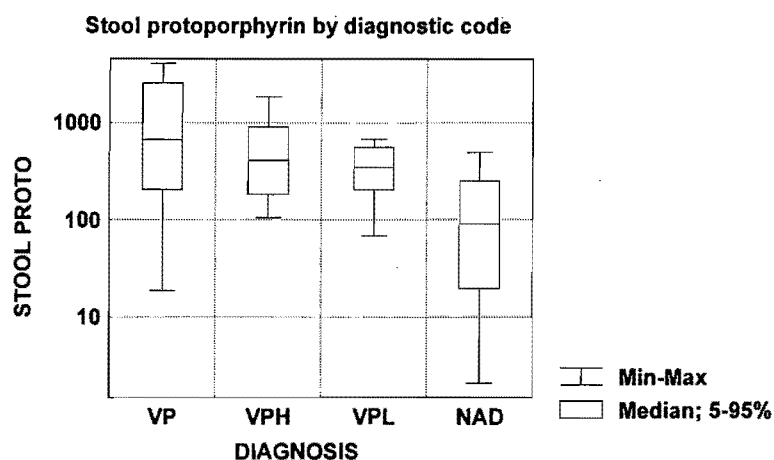 Stool protoporphyrin by diagnostic code
STOOL PROTO
1000
100
10
VP VPH VPL NAD
DIAGNOSIS
Min-Max
Median; 5-95%